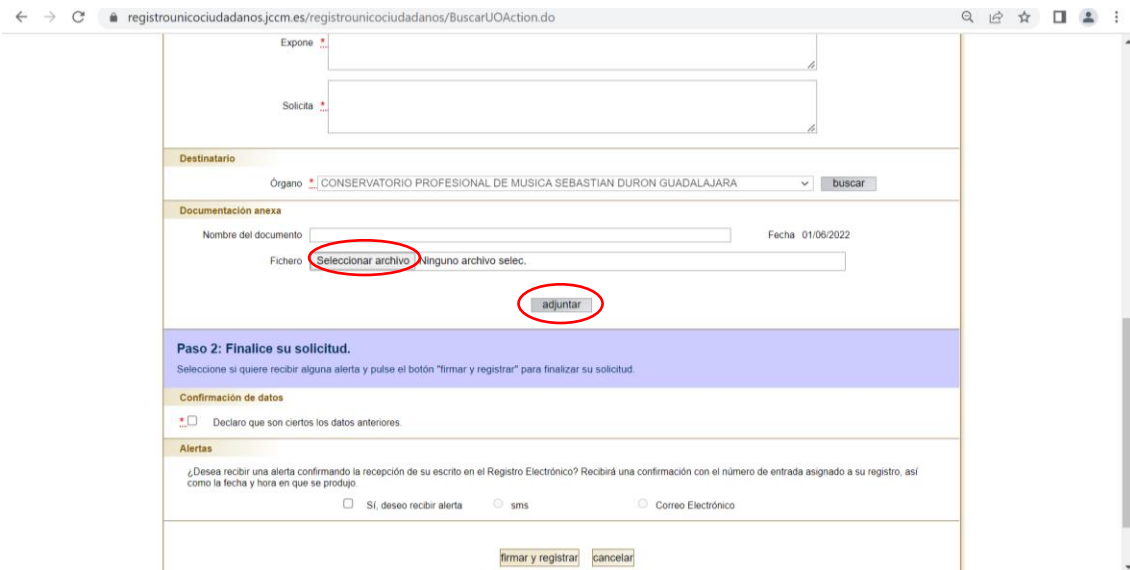 registrounicociudadanos.jccm.es/registrounicociudadanos/BuscarUOAction.do
Expone *
Solicita *
Destinatario
Órgano * CONSERVATORIO PROFESIONAL DE MUSICA SEBASTIAN DURON GUADALAJARA buscar
Documentación anexa
Nombre del documento Fecha 01/06/2022
Fichero Seleccionar archivo Ninguno archivo selec.
adjuntar
Paso 2: Finalice su solicitud.
Seleccione si quiere recibir alguna alerta y pulse el botón "firmar y registrar" para finalizar su solicitud.
Confirmación de datos
* Declaro que son ciertos los datos anteriores.
Alertas
¿Desea recibir una alerta confirmando la recepción de su escrito en el Registro Electrónico? Recibirá una confirmación con el número de entrada asignado a su registro, así
como la fecha y hora en que se produjo.
Sí, deseo recibir alerta sms Correo Electrónico
firmar y registrar cancelar